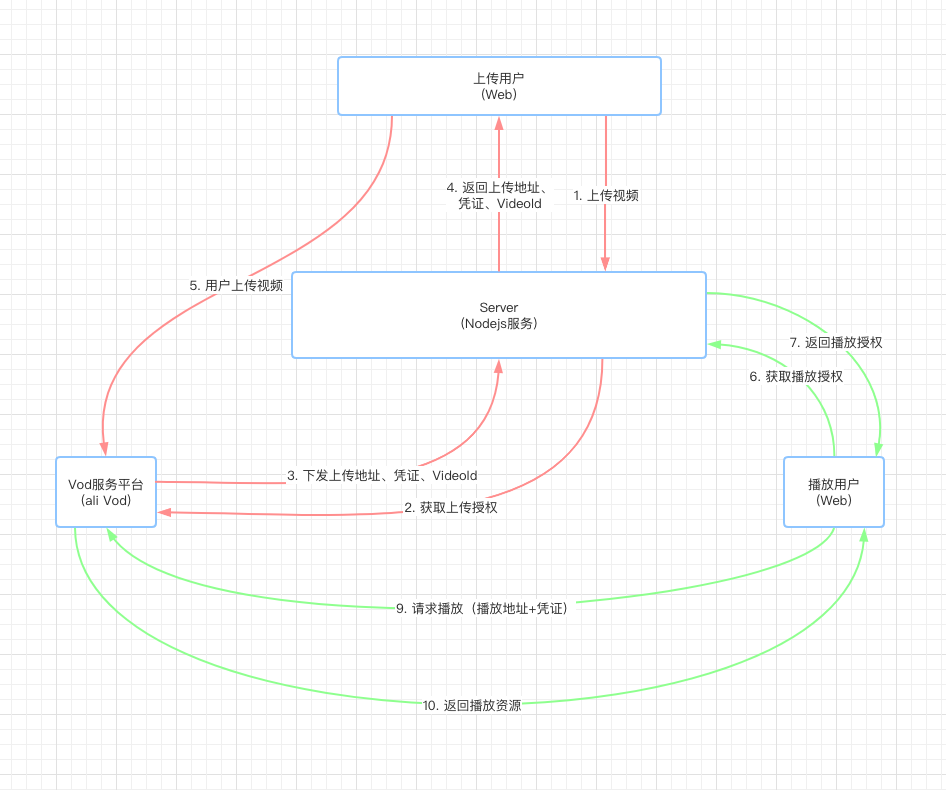 上传用户
(Web)
4. 返回上传地址、
凭证、VideoId
1. 上传视频
5. 用户上传视频
Server
(Nodejs服务)
7. 返回播放授权
6. 获取播放授权
3. 下发上传地址、凭证、VideoId
Vod服务平台
(ali Vod)
播放用户
(Web)
2. 获取上传授权
9. 请求播放（播放地址+凭证）
10. 返回播放资源